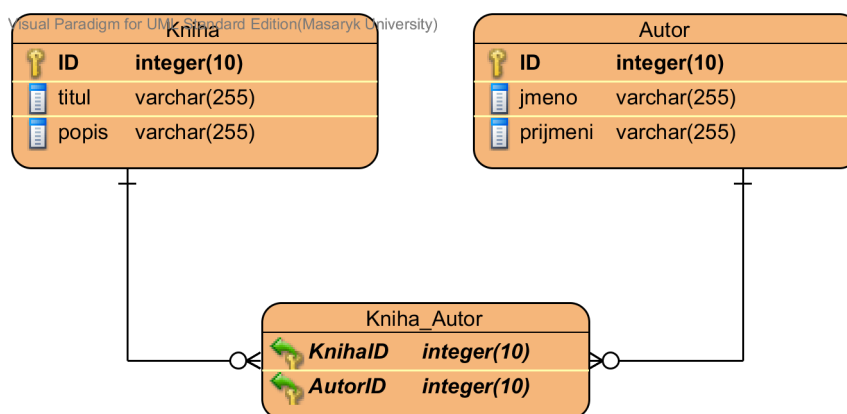 Visual Paradigm for UML Standard Edition(Masaryk University)
Kniha
ID integer(10)
titul varchar(255)
popis varchar(255)
Autor
ID integer(10)
jmeno varchar(255)
prijmeni varchar(255)
Kniha_Autor
KnihaID integer(10)
AutorID integer(10)